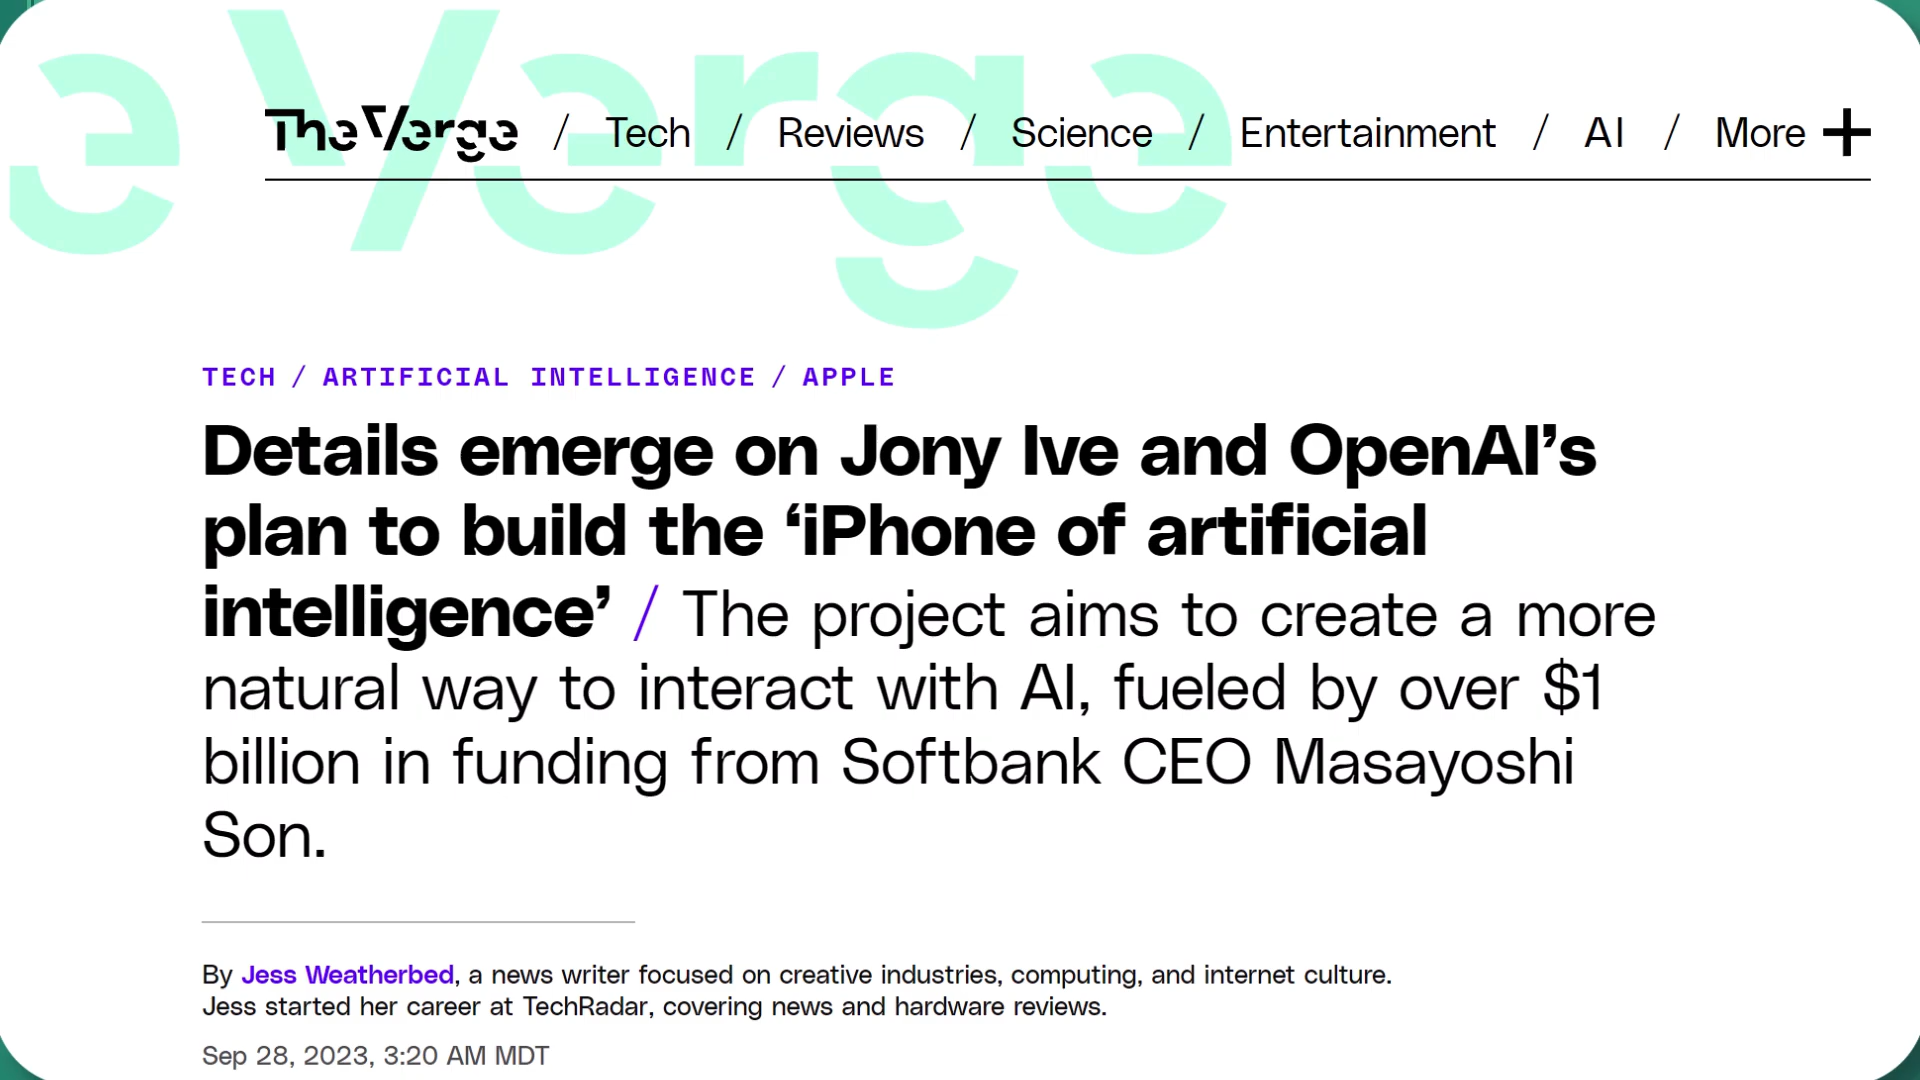 e Verge
The Verge / Tech / Reviews / Science / Entertainment / AI / More +
TECH / ARTIFICIAL INTELLIGENCE / APPLE
Details emerge on Jony Ive and OpenAI’s
plan to build the ‘iPhone of artificial
intelligence’ / The project aims to create a more
natural way to interact with AI, fueled by over $1
billion in funding from Softbank CEO Masayoshi
Son.
By Jess Weatherbed, a news writer focused on creative industries, computing, and internet culture.
Jess started her career at TechRadar, covering news and hardware reviews.
Sep 28, 2023, 3:20 AM MDT